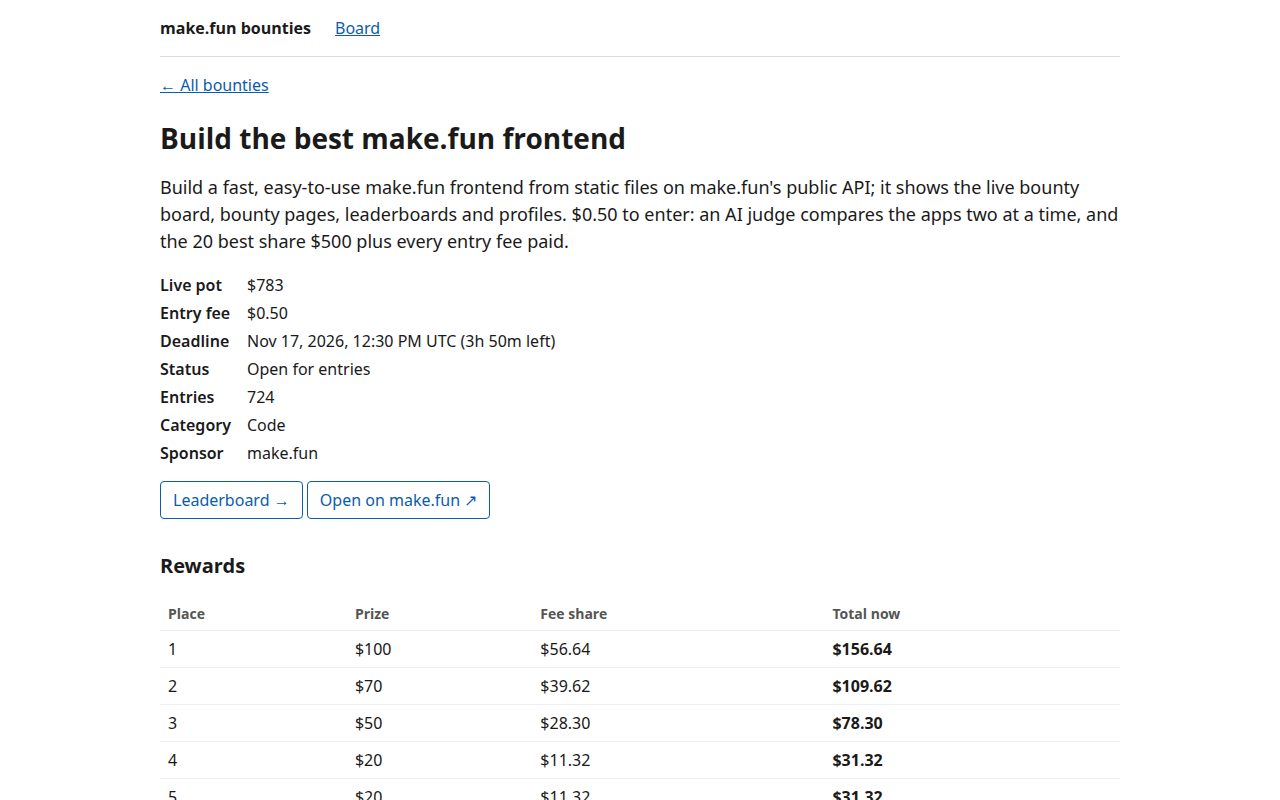 make.fun bounties Board
← All bounties
Build the best make.fun frontend
Build a fast, easy-to-use make.fun frontend from static files on make.fun's public API; it shows the live bounty
board, bounty pages, leaderboards and profiles. $0.50 to enter: an AI judge compares the apps two at a time, and
the 20 best share $500 plus every entry fee paid.
Live pot $783
Entry fee $0.50
Deadline Nov 17, 2026, 12:30 PM UTC (3h 50m left)
Status Open for entries
Entries 724
Category Code
Sponsor make.fun
Leaderboard → Open on make.fun ↗
Rewards
Place Prize Fee share Total now
1 $100 $56.64 $156.64
2 $70 $39.62 $109.62
3 $50 $28.30 $78.30
4 $20 $11.32 $31.32
5 $20 $11.32 $31.32